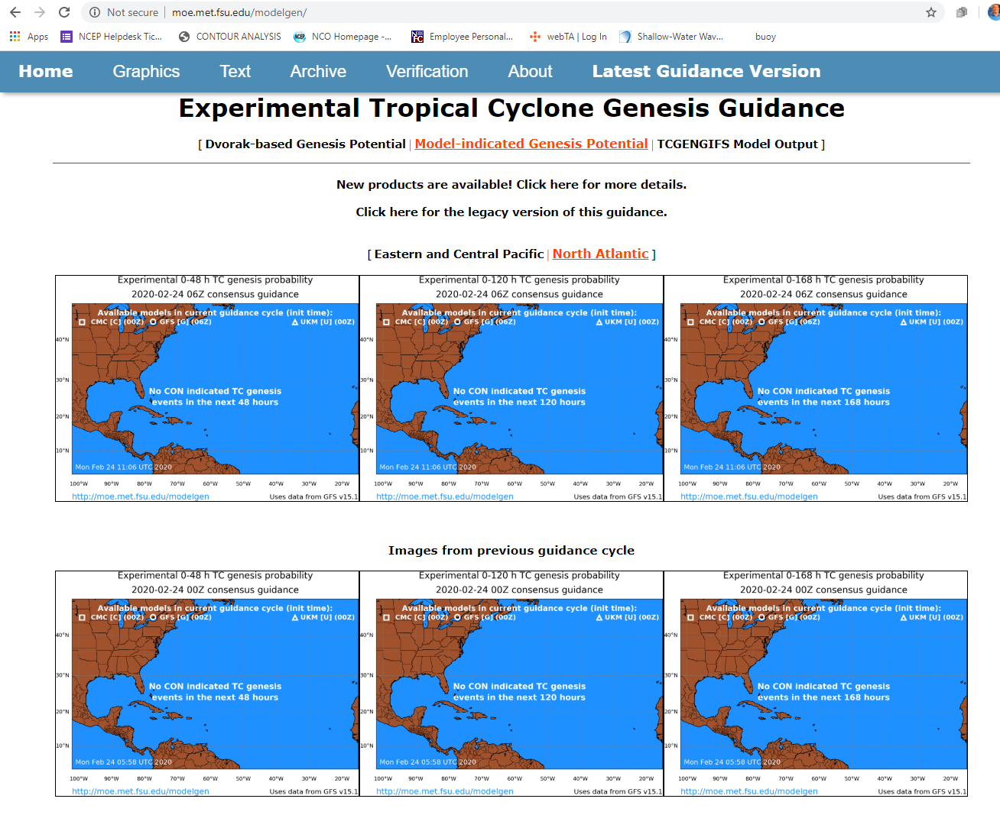 Not secure | moe.met.fsu.edu/modelgen/
Apps NCEP Helpdesk Tic... CONTOUR ANALYSIS NCEP NCO Homepage -... NFC Employee Personal... webTA | Log In Shallow-Water Wav... buoy
Home Graphics Text Archive Verification About Latest Guidance Version
Experimental Tropical Cyclone Genesis Guidance
[ Dvorak-based Genesis Potential | Model-indicated Genesis Potential | TCGENGIFS Model Output ]
New products are available! Click here for more details.
Click here for the legacy version of this guidance.
[ Eastern and Central Pacific | North Atlantic ]
Experimental 0-48 h TC genesis probability
2020-02-24 06Z consensus guidance
Available models in current guidance cycle (init time):
CMC [C] (00Z) GFS [G] (06Z) UKM [U] (00Z)
40°N
30°N
No CON indicated TC genesis
events in the next 48 hours
20°N
10°N
Mon Feb 24 11:06 UTC 2020
100°W 90°W 80°W 70°W 60°W 50°W 40°W 30°W 20°W
http://moe.met.fsu.edu/modelgen Uses data from GFS v15.1
Experimental 0-120 h TC genesis probability
2020-02-24 06Z consensus guidance
Available models in current guidance cycle (init time):
CMC [C] (00Z) GFS [G] (06Z) UKM [U] (00Z)
40°N
30°N
No CON indicated TC genesis
events in the next 120 hours
20°N
10°N
Mon Feb 24 11:06 UTC 2020
100°W 90°W 80°W 70°W 60°W 50°W 40°W 30°W 20°W
http://moe.met.fsu.edu/modelgen Uses data from GFS v15.1
Experimental 0-168 h TC genesis probability
2020-02-24 06Z consensus guidance
Available models in current guidance cycle (init time):
CMC [C] (00Z) GFS [G] (06Z) UKM [U] (00Z)
40°N
30°N
No CON indicated TC genesis
events in the next 168 hours
20°N
10°N
Mon Feb 24 11:06 UTC 2020
100°W 90°W 80°W 70°W 60°W 50°W 40°W 30°W 20°W
http://moe.met.fsu.edu/modelgen Uses data from GFS v15.1
Images from previous guidance cycle
Experimental 0-48 h TC genesis probability
2020-02-24 00Z consensus guidance
Available models in current guidance cycle (init time):
CMC [C] (00Z) GFS [G] (00Z) UKM [U] (00Z)
40°N
30°N
No CON indicated TC genesis
events in the next 48 hours
20°N
10°N
Mon Feb 24 05:58 UTC 2020
100°W 90°W 80°W 70°W 60°W 50°W 40°W 30°W 20°W
http://moe.met.fsu.edu/modelgen Uses data from GFS v15.1
Experimental 0-120 h TC genesis probability
2020-02-24 00Z consensus guidance
Available models in current guidance cycle (init time):
CMC [C] (00Z) GFS [G] (00Z) UKM [U] (00Z)
40°N
30°N
No CON indicated TC genesis
events in the next 120 hours
20°N
10°N
Mon Feb 24 05:58 UTC 2020
100°W 90°W 80°W 70°W 60°W 50°W 40°W 30°W 20°W
http://moe.met.fsu.edu/modelgen Uses data from GFS v15.1
Experimental 0-168 h TC genesis probability
2020-02-24 00Z consensus guidance
Available models in current guidance cycle (init time):
CMC [C] (00Z) GFS [G] (00Z) UKM [U] (00Z)
40°N
30°N
No CON indicated TC genesis
events in the next 168 hours
20°N
10°N
Mon Feb 24 05:58 UTC 2020
100°W 90°W 80°W 70°W 60°W 50°W 40°W 30°W 20°W
http://moe.met.fsu.edu/modelgen Uses data from GFS v15.1